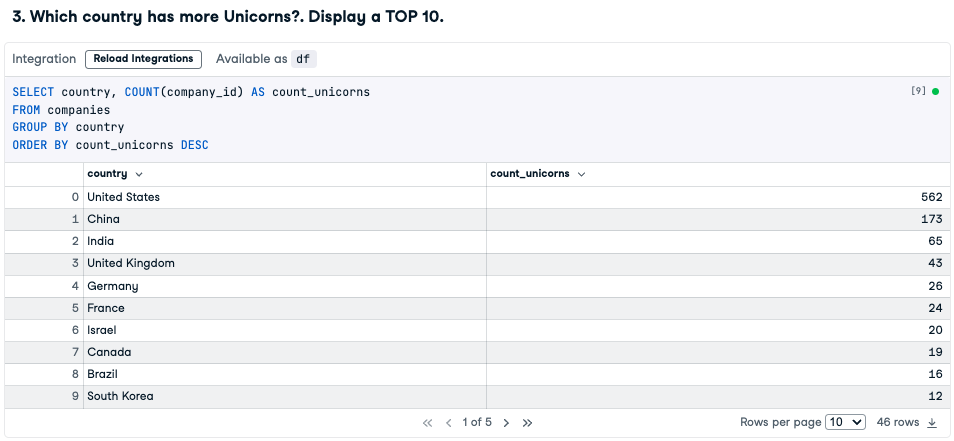 3. Which country has more Unicorns?. Display a TOP 10.
Integration Reload Integrations Available as df
SELECT country, COUNT(company_id) AS count_unicorns [9]
FROM companies
GROUP BY country
ORDER BY count_unicorns DESC
country count_unicorns
0 United States 562
1 China 173
2 India 65
3 United Kingdom 43
4 Germany 26
5 France 24
6 Israel 20
7 Canada 19
8 Brazil 16
9 South Korea 12
<< < 1 of 5 > >> Rows per page 10 46 rows